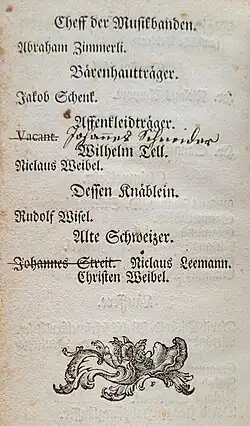 Cheff der Musikbanden.
Abraham Zimmerli.
Bärenhautträger.
Jakob Schenk.
Affenkleidträger.
Vacant. Johanes Schneider
Wilhelm Tell.
Niclaus Weibel.
Dessen Knäblein.
Rudolf Wisel.
Alte Schweizer.
Johannes Streit. Niclaus Leemann.
Christen Weibel.